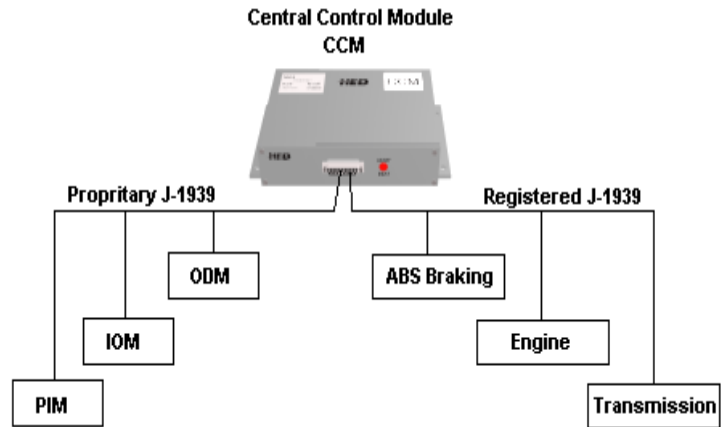 Central Control Module
CCM
HED
CCM
HED
Propritary J-1939
Registered J-1939
ODM
ABS Braking
IOM
Engine
PIM
Transmission